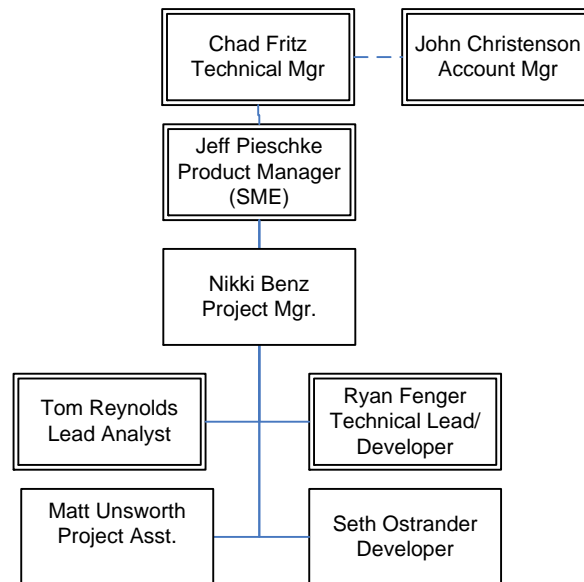 Chad Fritz
Technical Mgr
John Christenson
Account Mgr
Jeff Pieschke
Product Manager
(SME)
Nikki Benz
Project Mgr.
Tom Reynolds
Lead Analyst
Ryan Fenger
Technical Lead/
Developer
Matt Unsworth
Project Asst.
Seth Ostrander
Developer